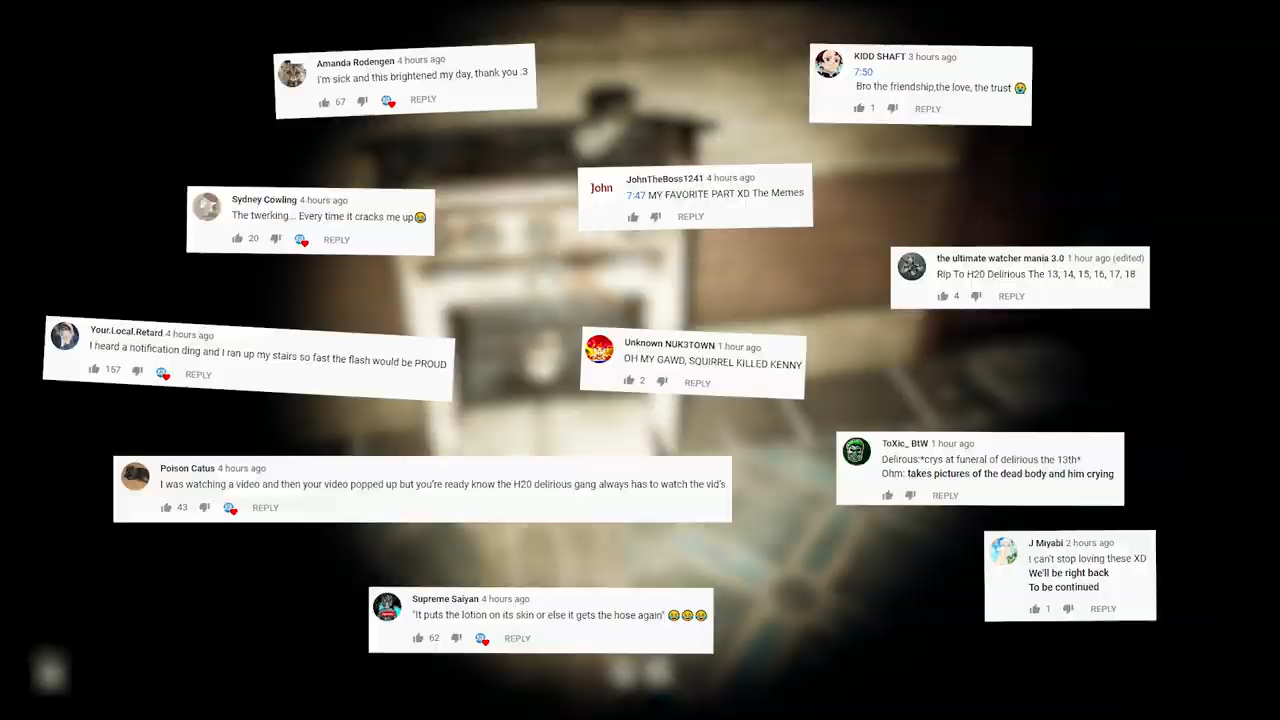 Amanda Rodengen 4 hours ago
I'm sick and this brightened my day, thank you :3
67 REPLY
KIDD SHAFT 3 hours ago
7:50
Bro the friendship,the love, the trust 😭
1 REPLY
John
JohnTheBoss1241 4 hours ago
7:47 MY FAVORITE PART XD The Memes
REPLY
Sydney Cowling 4 hours ago
The twerking... Every time it cracks me up😂
20 REPLY
the ultimate watcher mania 3.0 1 hour ago (edited)
Rip To H20 Delirious The 13, 14, 15, 16, 17, 18
4 REPLY
Your.Local.Retard 4 hours ago
I heard a notification ding and I ran up my stairs so fast the flash would be PROUD
157 REPLY
Unknown NUK3TOWN 1 hour ago
OH MY GAWD, SQUIRREL KILLED KENNY
2 REPLY
ToXic_ BtW 1 hour ago
Delirous:*crys at funeral of delirious the 13th*
Ohm: takes pictures of the dead body and him crying
REPLY
Poison Catus 4 hours ago
I was watching a video and then your video popped up but you're ready know the H20 delirious gang always has to watch the vid's
43 REPLY
J Miyabi 2 hours ago
I can't stop loving these XD
We'll be right back
To be continued
1 REPLY
Supreme Saiyan 4 hours ago
"It puts the lotion on its skin or else it gets the hose again" 😂😂😂
62 REPLY